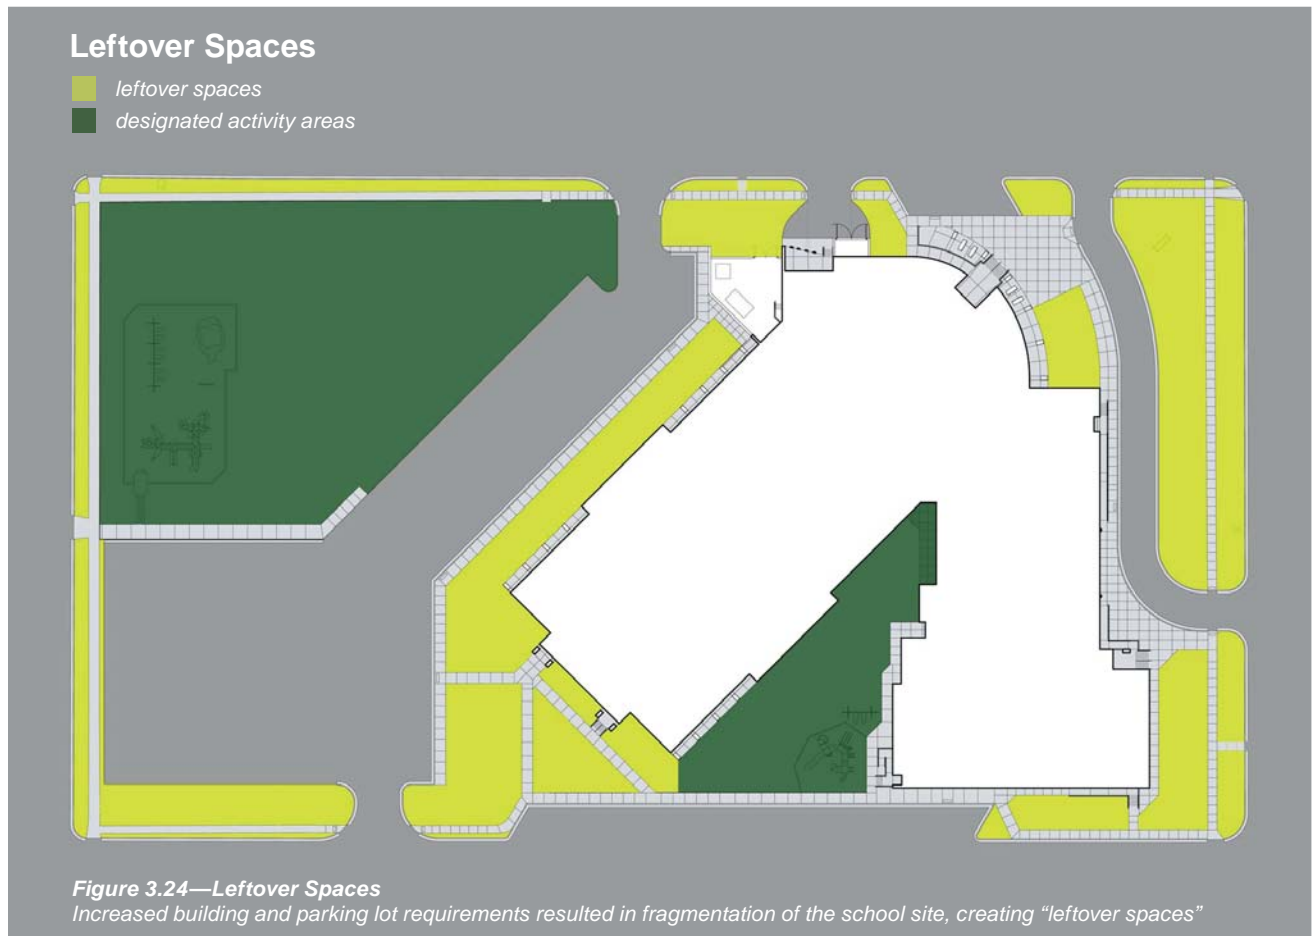 Leftover Spaces
leftover spaces
designated activity areas
Figure 3.24—Leftover Spaces
Increased building and parking lot requirements resulted in fragmentation of the school site, creating “leftover spaces”